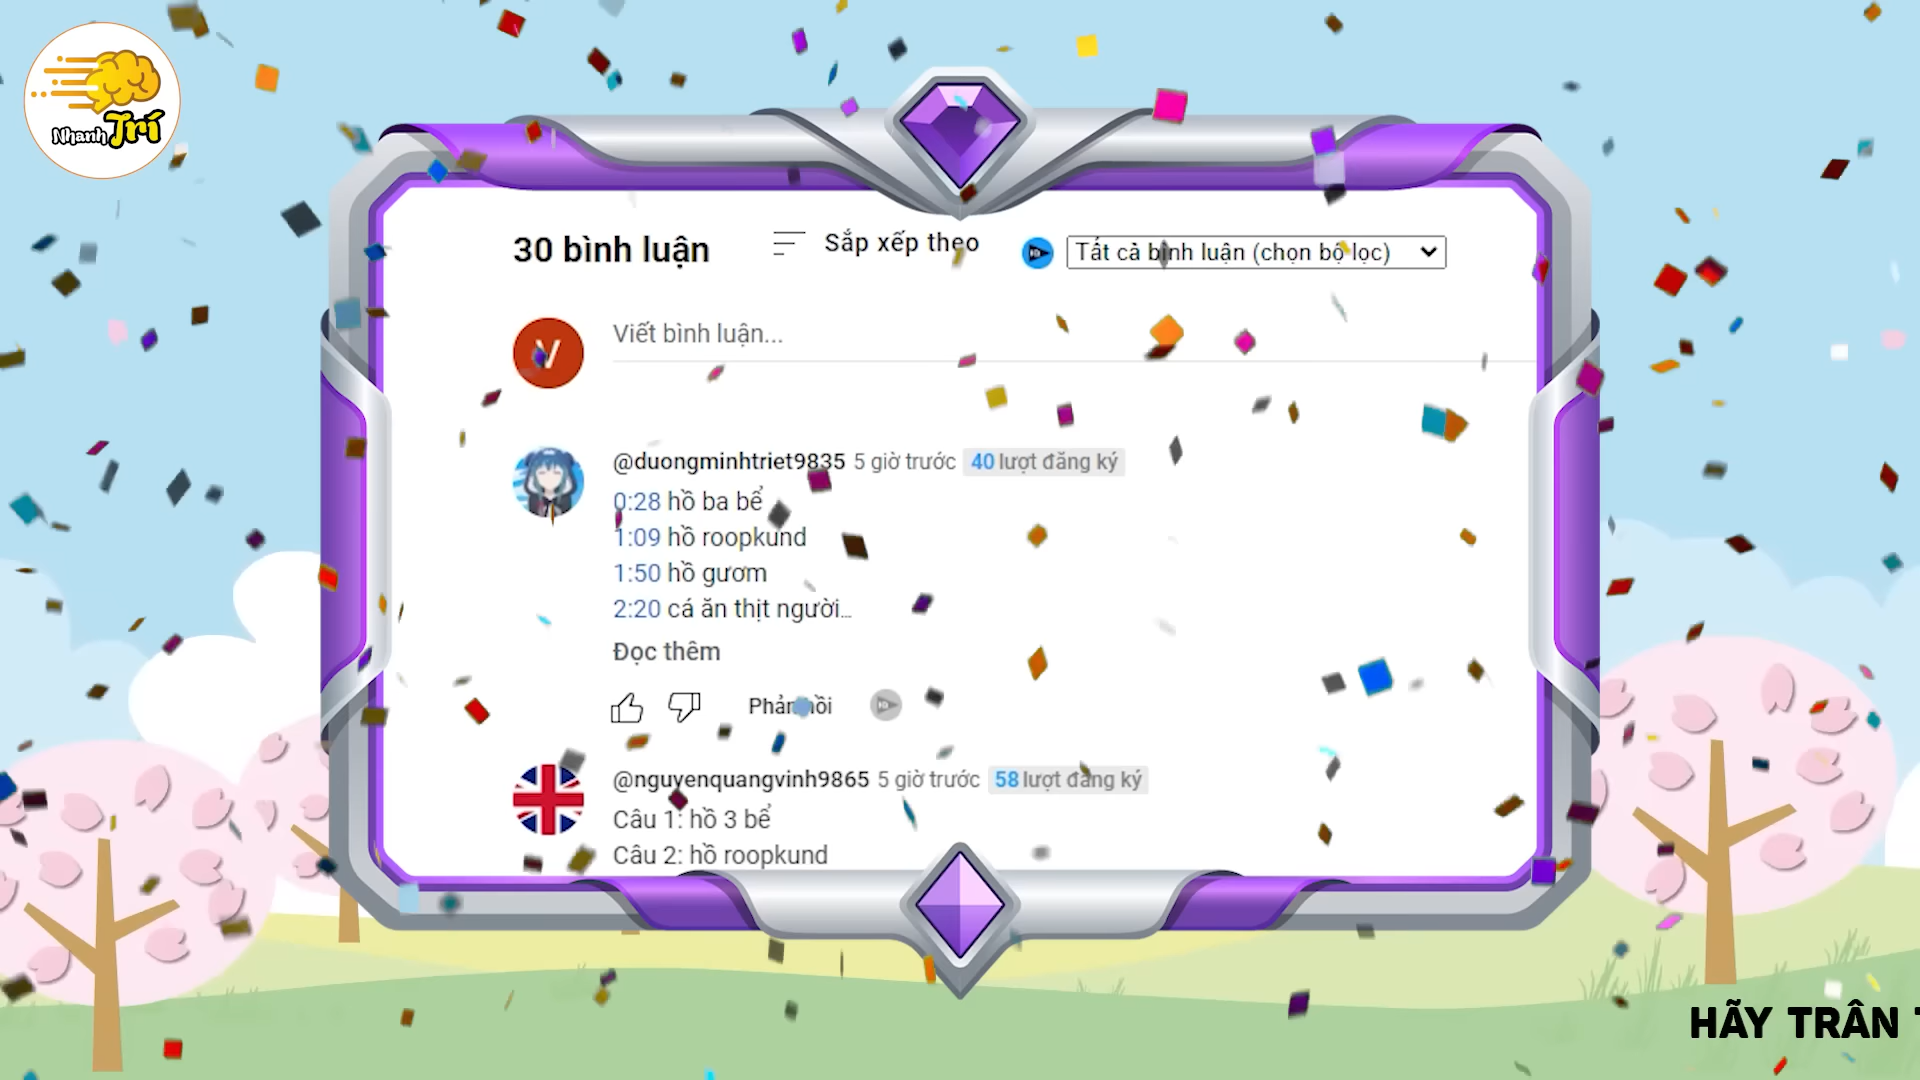 Nhanh Trí
30 bình luận
Sắp xếp theo
Tất cả bình luận (chọn bộ lọc)
V
Viết bình luận...
@duongminhtriet9835 5 giờ trước 40 lượt đăng ký
0:28 hồ ba bể
1:09 hồ roopkund
1:50 hồ gươm
2:20 cá ăn thịt người...
Đọc thêm
Phản hồi
@nguyenquangvinh9865 5 giờ trước 58 lượt đăng ký
Câu 1: hồ 3 bể
Câu 2: hồ roopkund
HÃY TRÂN